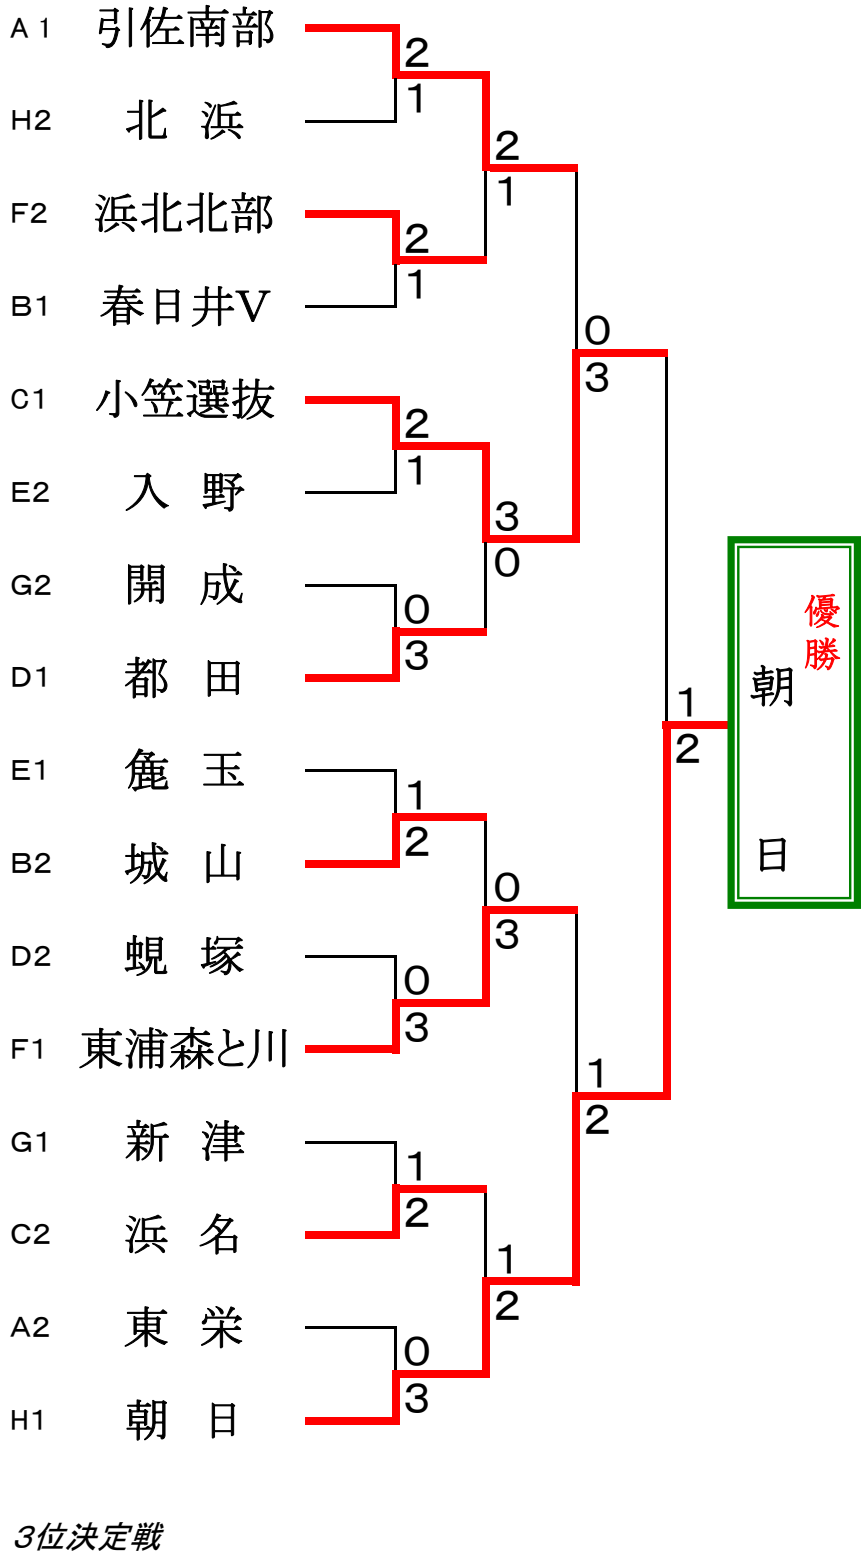 A1 引佐南部
2
1
H2 北 浜
2
1
F2 浜北北部
2
1
B1 春日井V
0
3
C1 小笠選抜
2
1
E2 入 野
3
0
G2 開 成
0
3
D1 都 田
優勝
朝 日
1
2
E1 麁 玉
1
2
B2 城 山
0
3
D2 蜆 塚
0
3
F1 東浦森と川
1
2
G1 新 津
1
2
C2 浜 名
1
2
A2 東 栄
0
3
H1 朝 日
3位決定戦